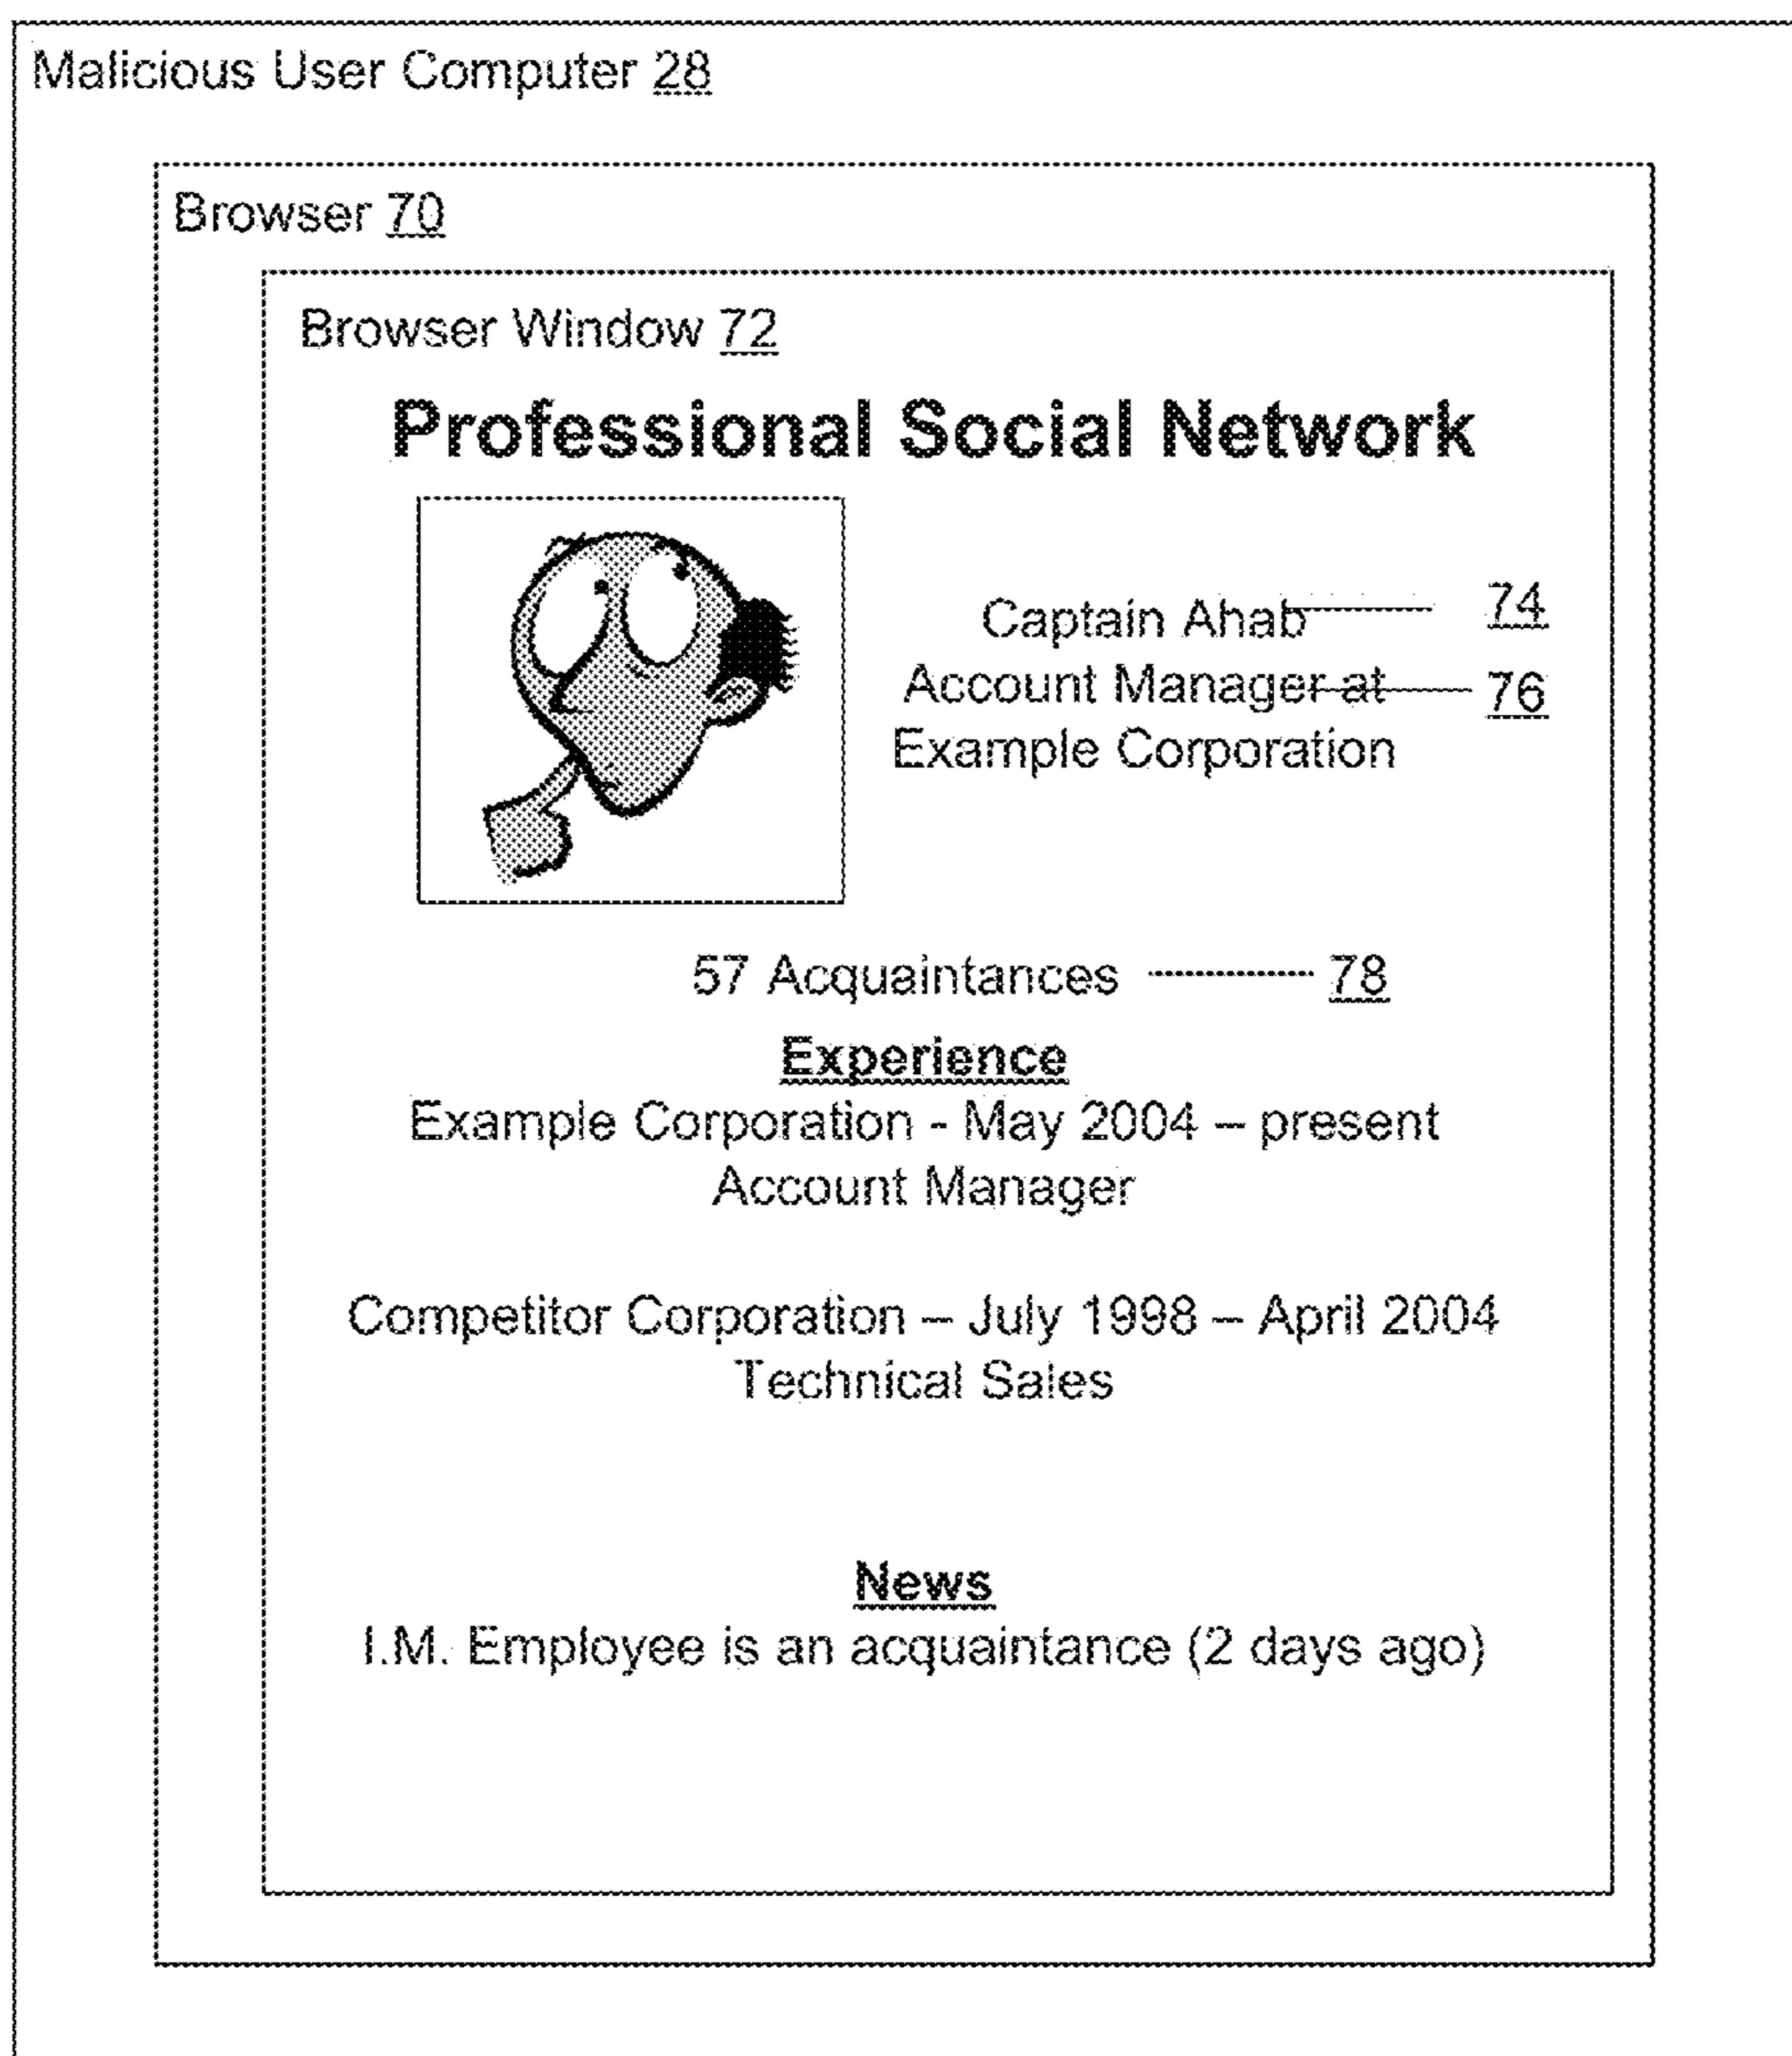 Malicious User Computer 28
Browser 70
Browser Window 72
Professional Social Network
Captain Ahab 74
Account Manager at 76
Example Corporation
57 Acquaintances 78
Experience
Example Corporation - May 2004 – present
Account Manager
Competitor Corporation – July 1998 – April 2004
Technical Sales
News
I.M. Employee is an acquaintance (2 days ago)